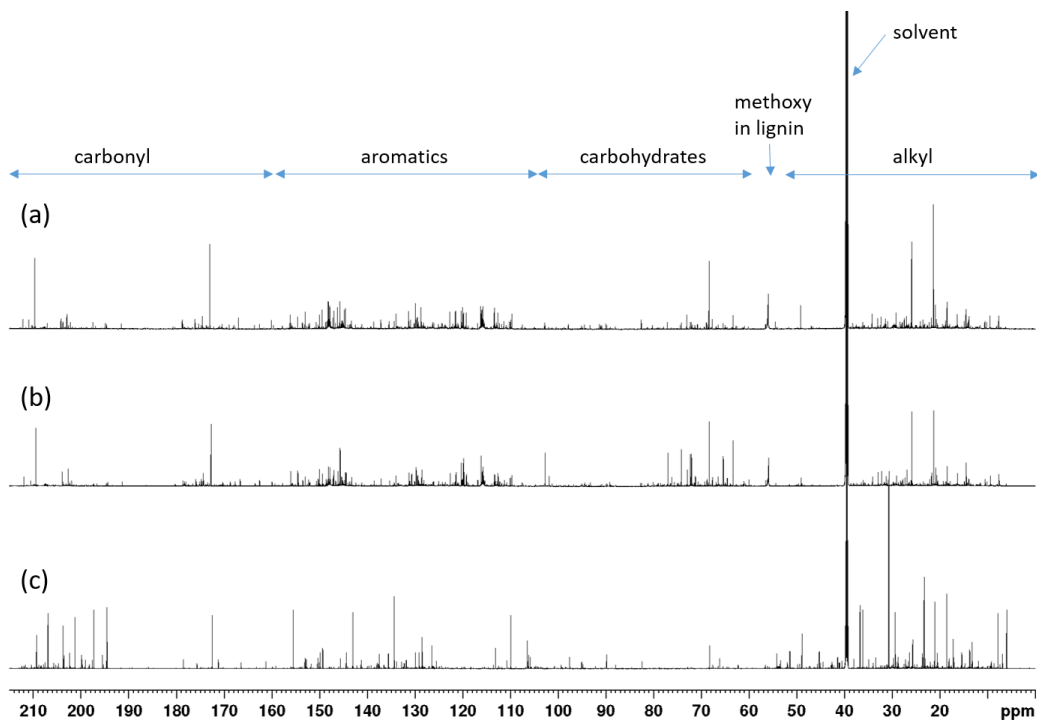 solvent
methoxy
in lignin
carbonyl
aromatics
carbohydrates
alkyl
(a)
(b)
(c)
210 200 190 180 170 160 150 140 130 120 110 100 90 80 70 60 50 40 30 20 ppm